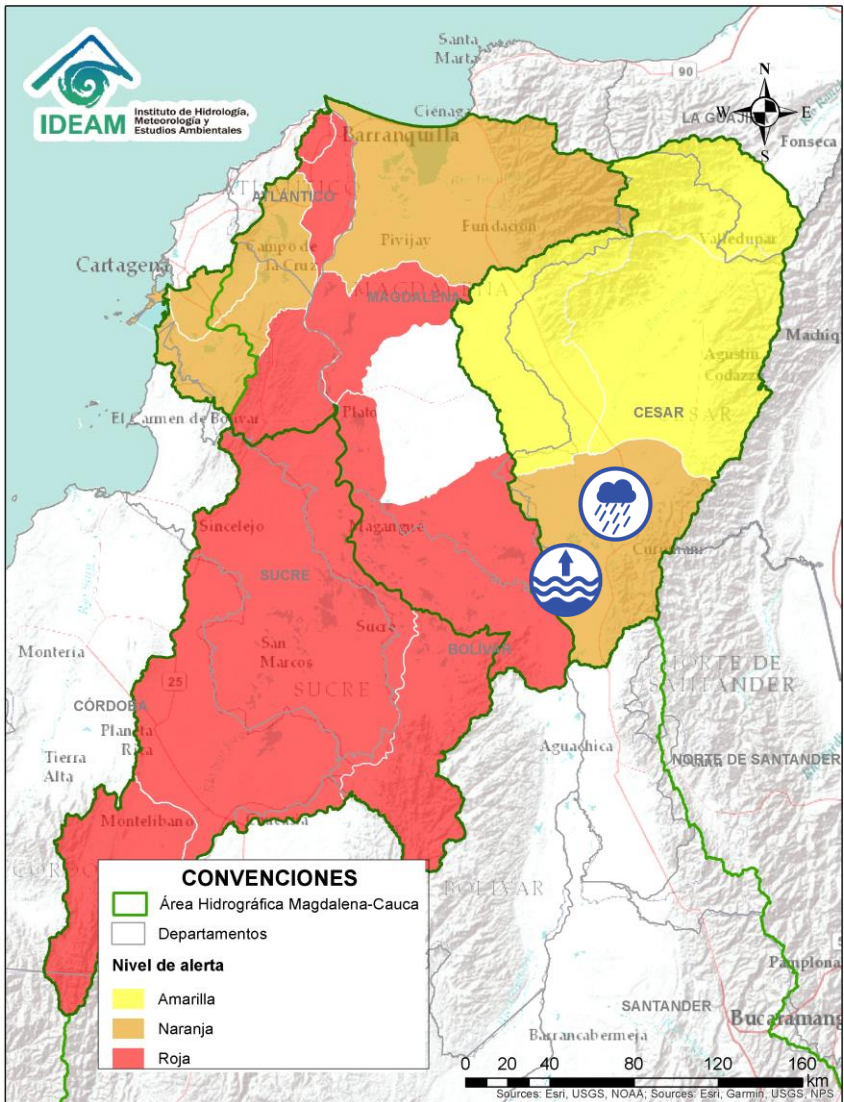 IDEAM
Instituto de Hidrología,
Meteorología y
Estudios Ambientales
Santa
Marta
90
N
W
E
S
LA GUAJIRA
Fonseca
Ciénaga
Barranquilla
ATLÁNTICO
Fundación
Pivijay
Campo de
la Cruz
Valledupar
Cartagena
MAGDALENA
Agustín
Codazzi
CESAR
El Carmen de Bolívar
Plato
Sincelejo
Magangué
SUCRE
Sucre
San
Marcos
SUCRE
BOLÍVAR
Montería
25
NORTE DE
SANTANDER
CÓRDOBA
Planeta
Rica
Tierra
Alta
Aguachica
NORTE DE SANTANDER
Montelíbano
BOLÍVAR
CONVENCIONES
Área Hidrográfica Magdalena-Cauca
Departamentos
Nivel de alerta
Amarilla
Naranja
Roja
Pamplona
SANTANDER
Bucaramang
Barrancabermeja
0 20 40 80 120 160
km
Sources: Esri, USGS, NOAA; Sources: Esri, Garmin, USGS, NPS